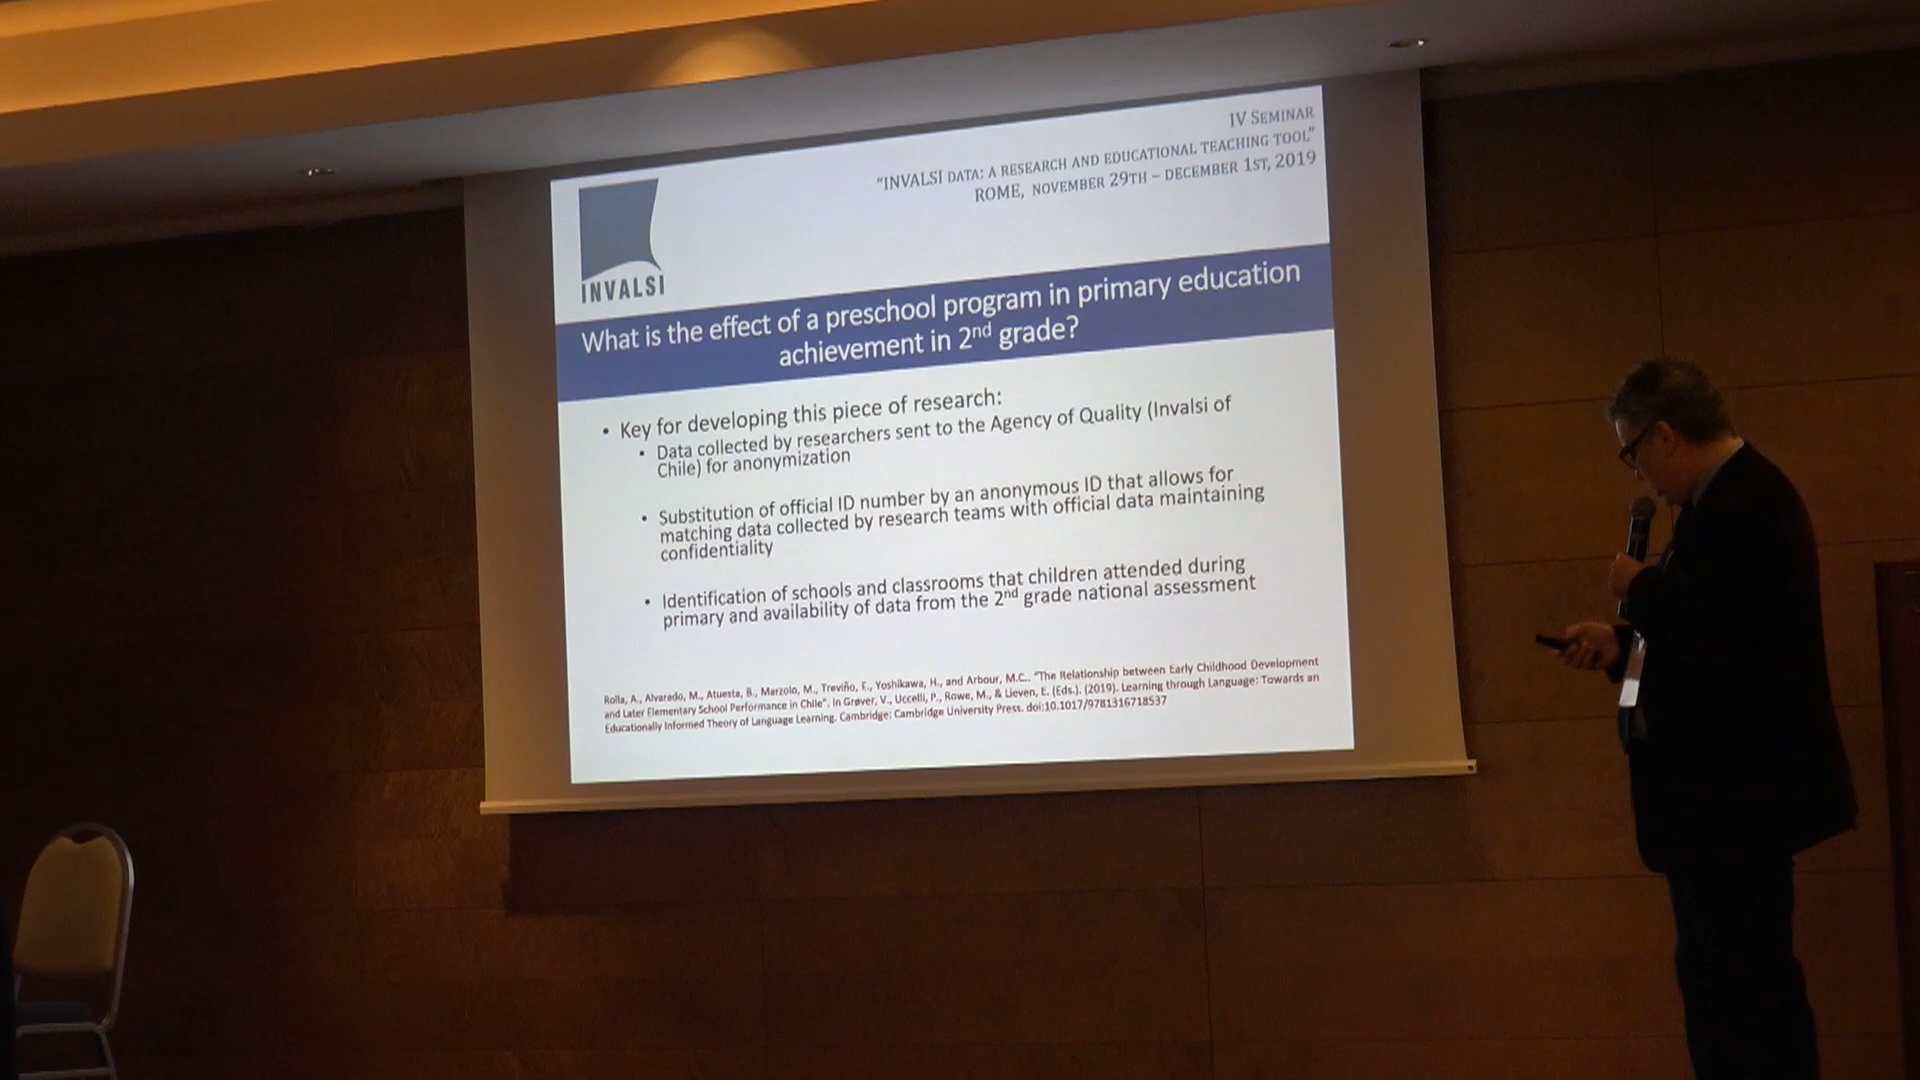 IV SEMINAR
"INVALSI DATA: A RESEARCH AND EDUCATIONAL TEACHING TOOL"
ROME, NOVEMBER 29TH – DECEMBER 1ST, 2019
INVALSI
What is the effect of a preschool program in primary education
achievement in 2nd grade?
• Key for developing this piece of research:
• Data collected by researchers sent to the Agency of Quality (Invalsi of
Chile) for anonymization
• Substitution of official ID number by an anonymous ID that allows for
matching data collected by research teams with official data maintaining
confidentiality
• Identification of schools and classrooms that children attended during
primary and availability of data from the 2nd grade national assessment
Rolla, A., Alvarado, M., Atuesta, B., Marzolo, M., Treviño, E., Yoshikawa, H., and Arbour, M.C.. "The Relationship between Early Childhood Development
and Later Elementary School Performance in Chile". In Grøver, V., Uccelli, P., Rowe, M., & Lieven, E. (Eds.). (2019). Learning through Language: Towards an
Educationally Informed Theory of Language Learning. Cambridge: Cambridge University Press. doi:10.1017/9781316718537